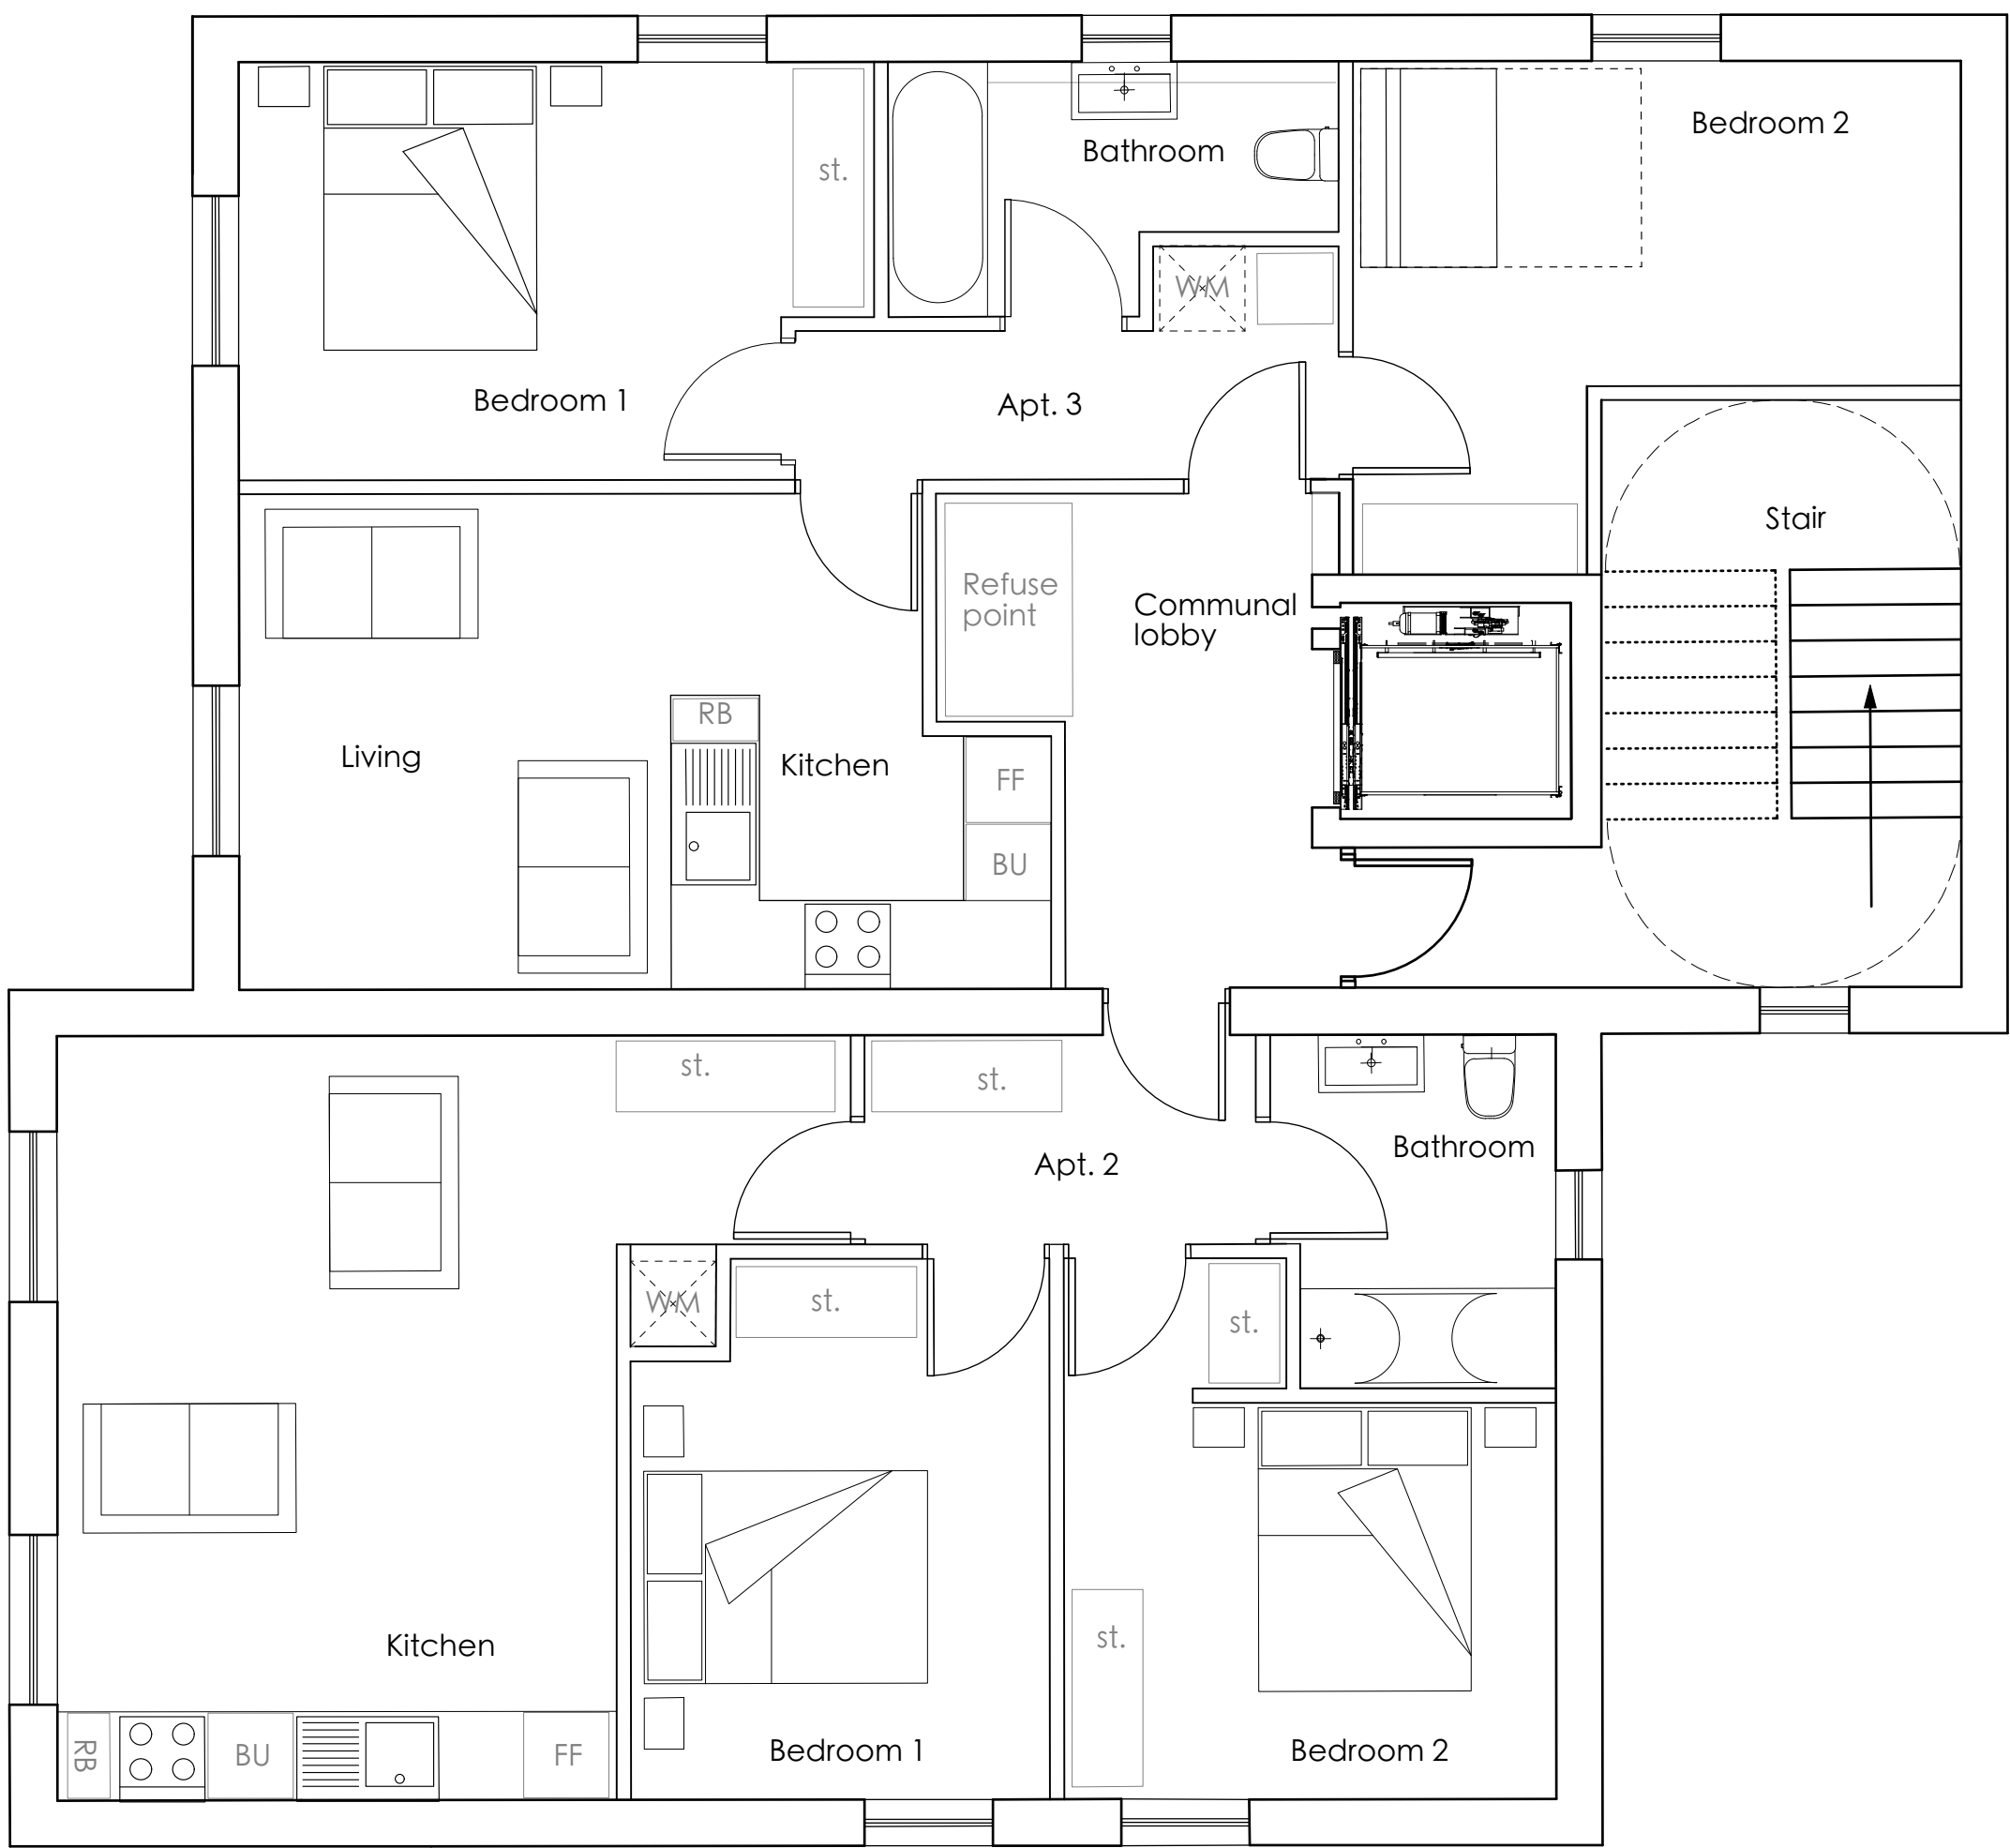 Bedroom 2
Bathroom
st.
WM
Bedroom 1
Apt. 3
Stair
Refuse
point
Communal
lobby
RB
Living
Kitchen
FF
BU
st.
st.
Bathroom
Apt. 2
WM
st.
st.
st.
Kitchen
RB
BU
FF
Bedroom 1
Bedroom 2